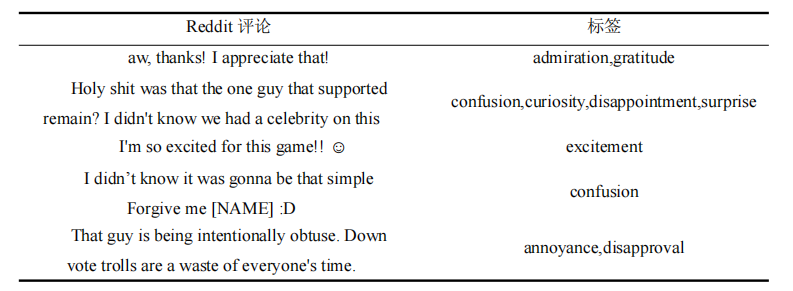 Reddit 评论 标签
aw, thanks! I appreciate that! admiration,gratitude
Holy shit was that the one guy that supported
remain? I didn't know we had a celebrity on this
confusion,curiosity,disappointment,surprise
I'm so excited for this game!! ☺ excitement
I didn’t know it was gonna be that simple
Forgive me [NAME] :D
confusion
That guy is being intentionally obtuse. Down
vote trolls are a waste of everyone's time.
annoyance,disapproval